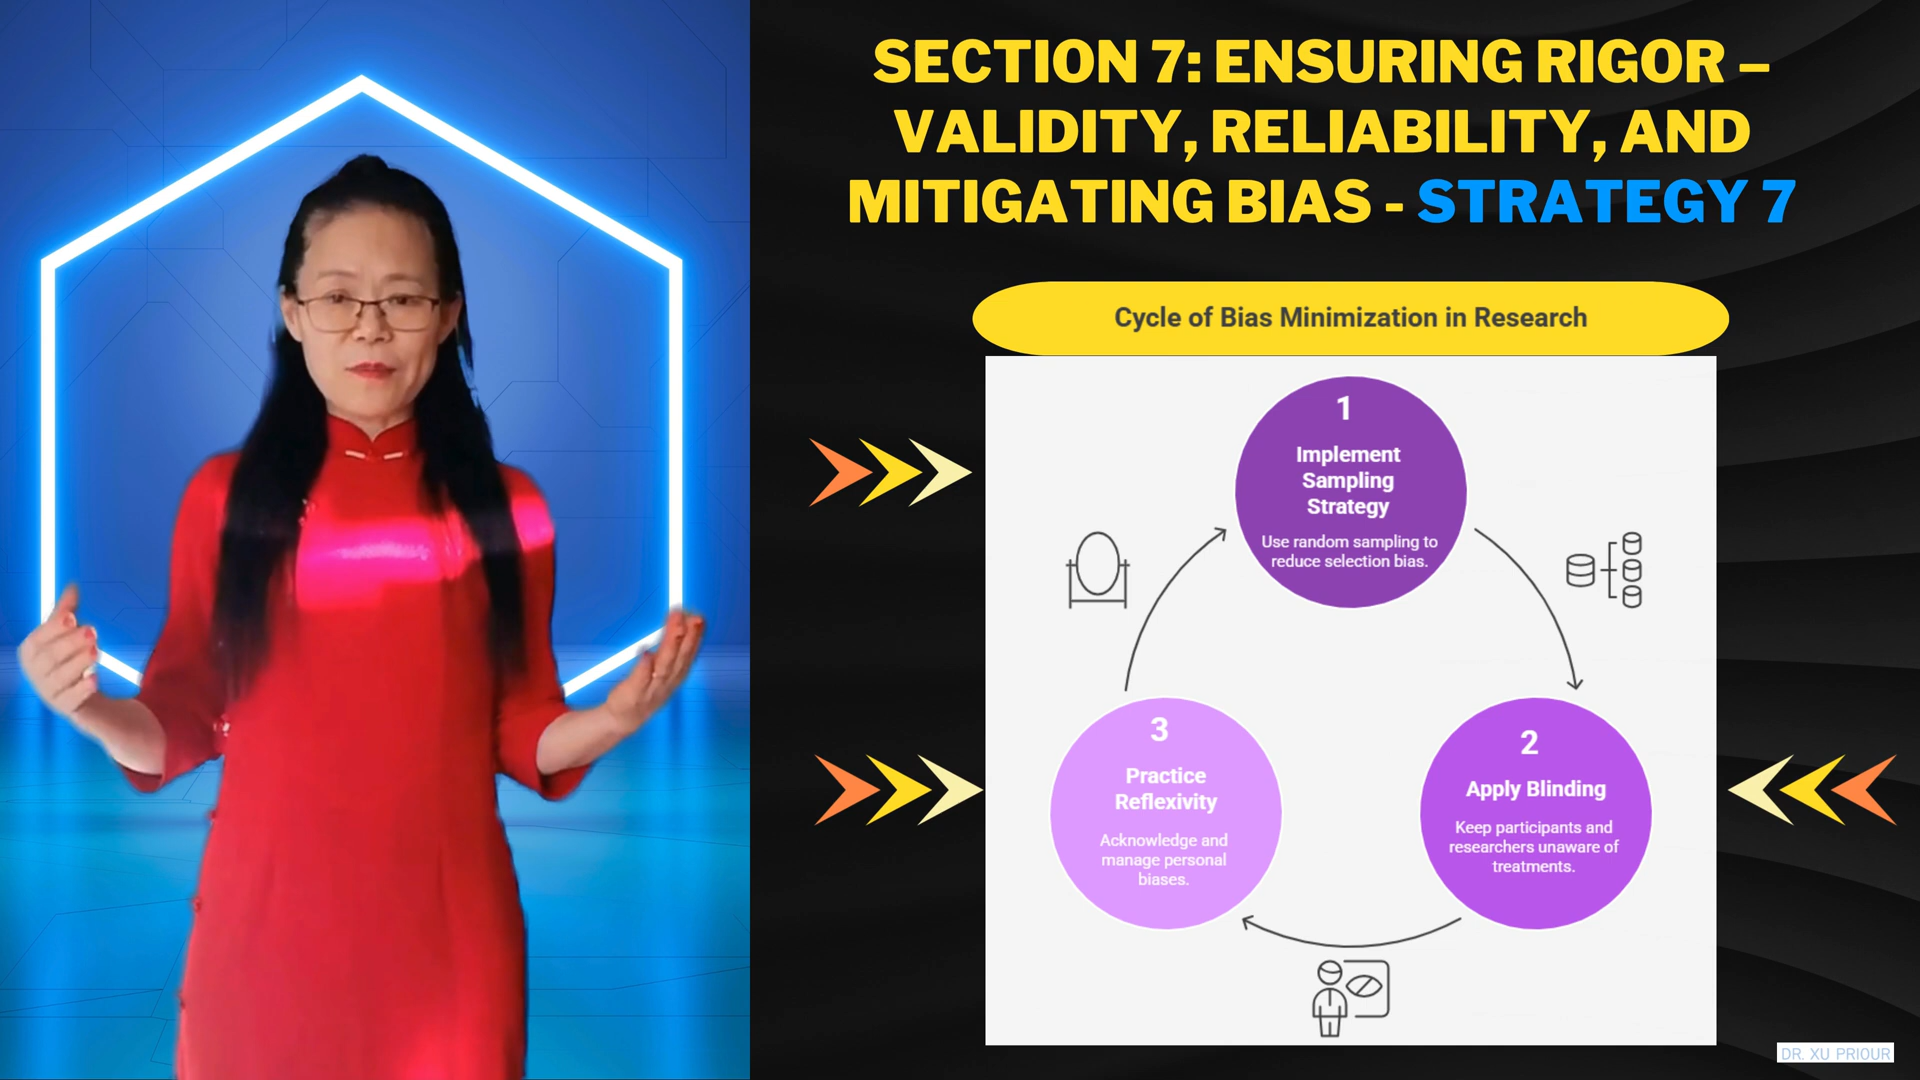 SECTION 7: ENSURING RIGOR –
VALIDITY, RELIABILITY, AND
MITIGATING BIAS - STRATEGY 7
Cycle of Bias Minimization in Research
1
Implement
Sampling
Strategy
Use random sampling to
reduce selection bias.
2
Apply Blinding
Keep participants and
researchers unaware of
treatments.
3
Practice
Reflexivity
Acknowledge and
manage personal
biases.
DR. XU PRIOUR